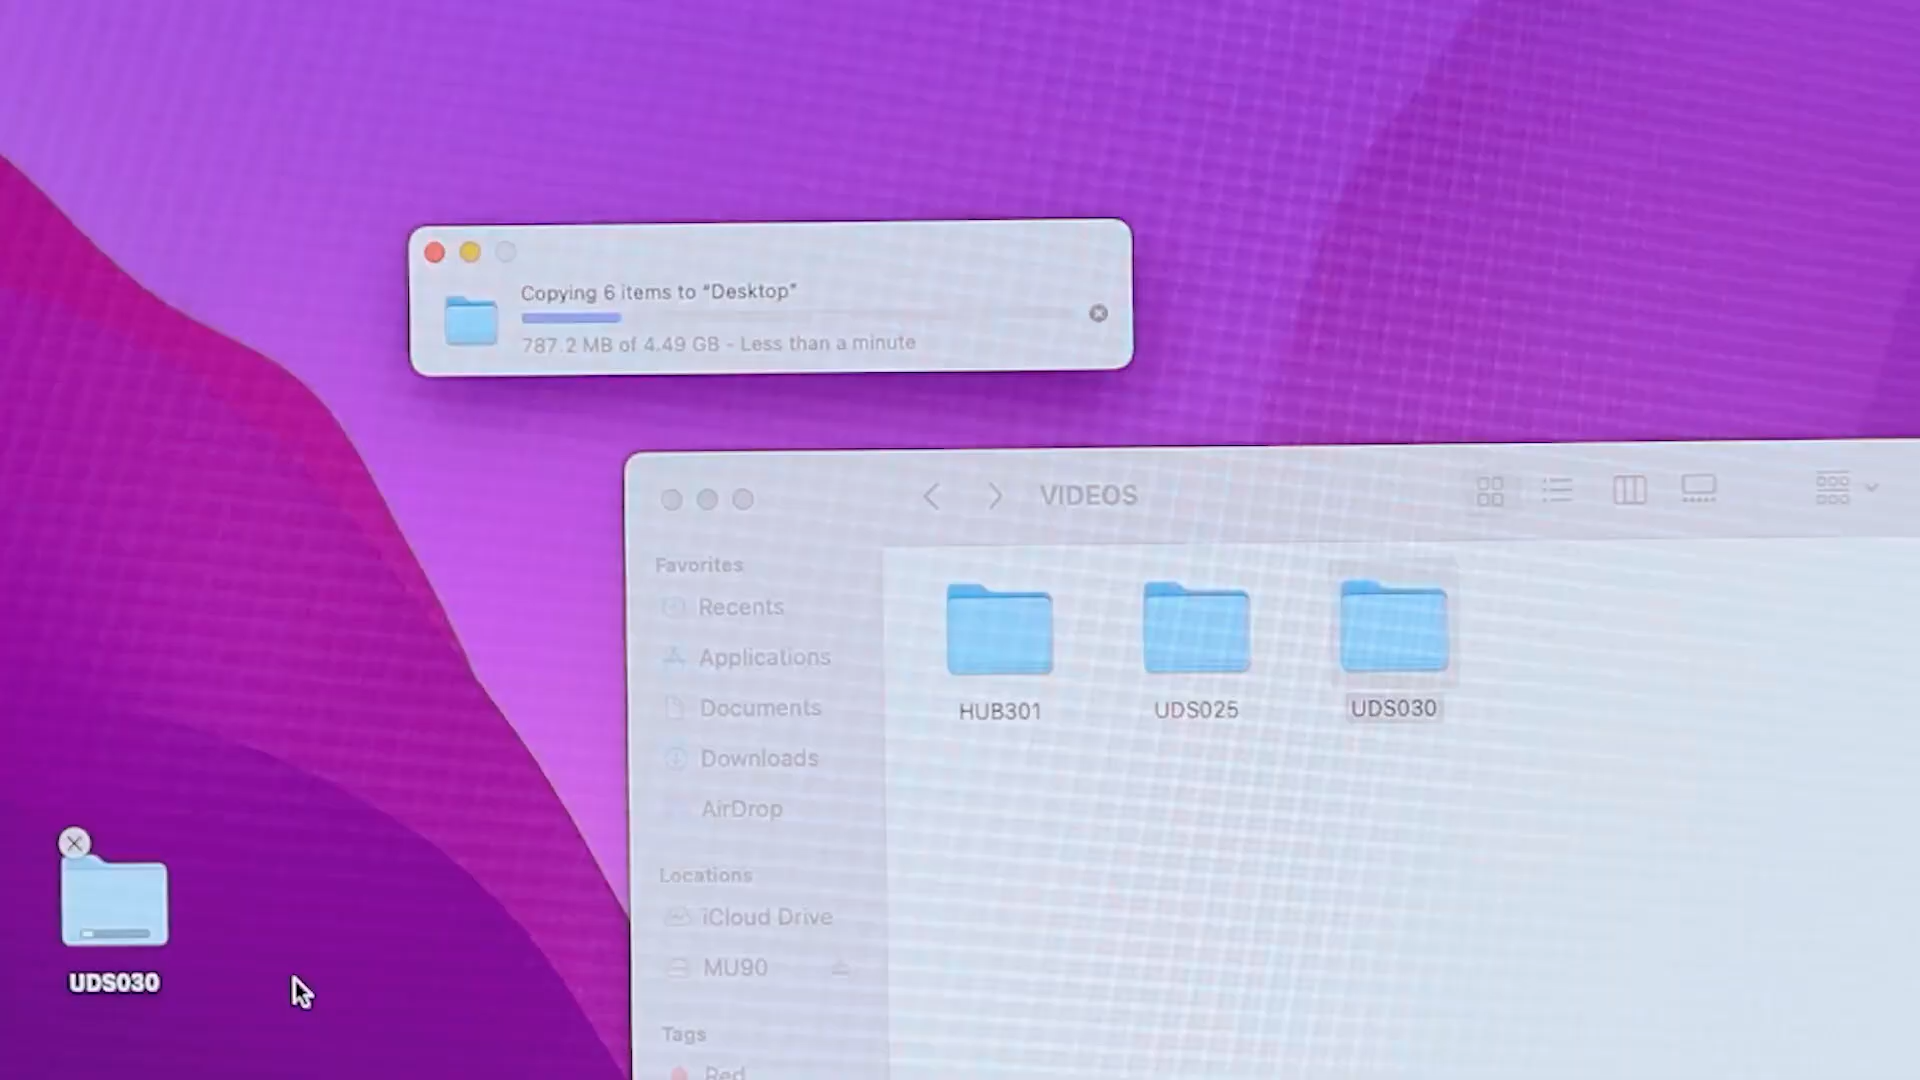 Copying 6 items to “Desktop”
787.2 MB of 4.49 GB - Less than a minute
VIDEOS
Favorites
Recents
Applications
Documents
Downloads
AirDrop
Locations
iCloud Drive
MU90
Tags
Red
HUB301
UDS025
UDS030
UDS030